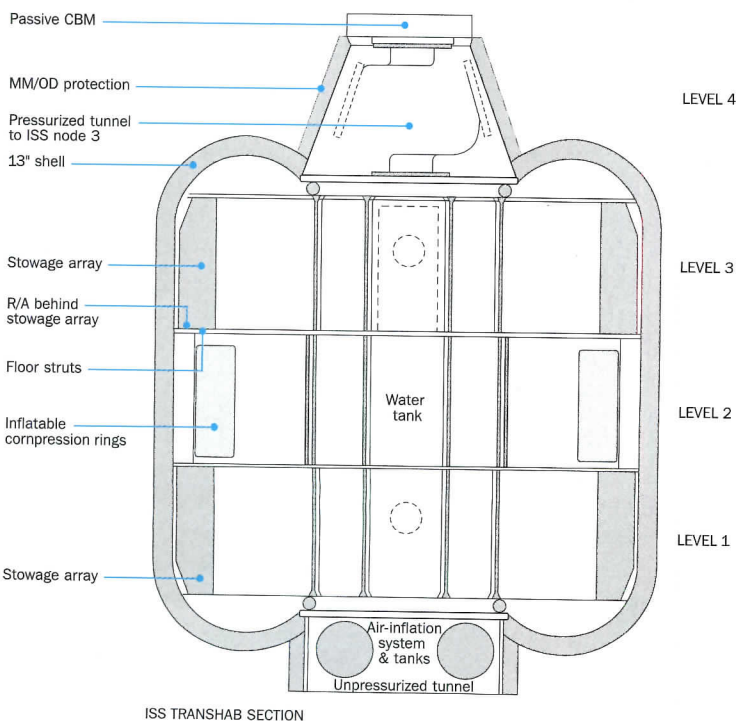 Passive CBM
MM/OD protection
Pressurized tunnel
to ISS node 3
13" shell
Stowage array
R/A behind
stowage array
Floor struts
Inflatable
cornpression rings
Stowage array
LEVEL 4
LEVEL 3
LEVEL 2
LEVEL 1
Water
tank
Air-inflation
system
& tanks
Unpressurized tunnel
ISS TRANSHAB SECTION